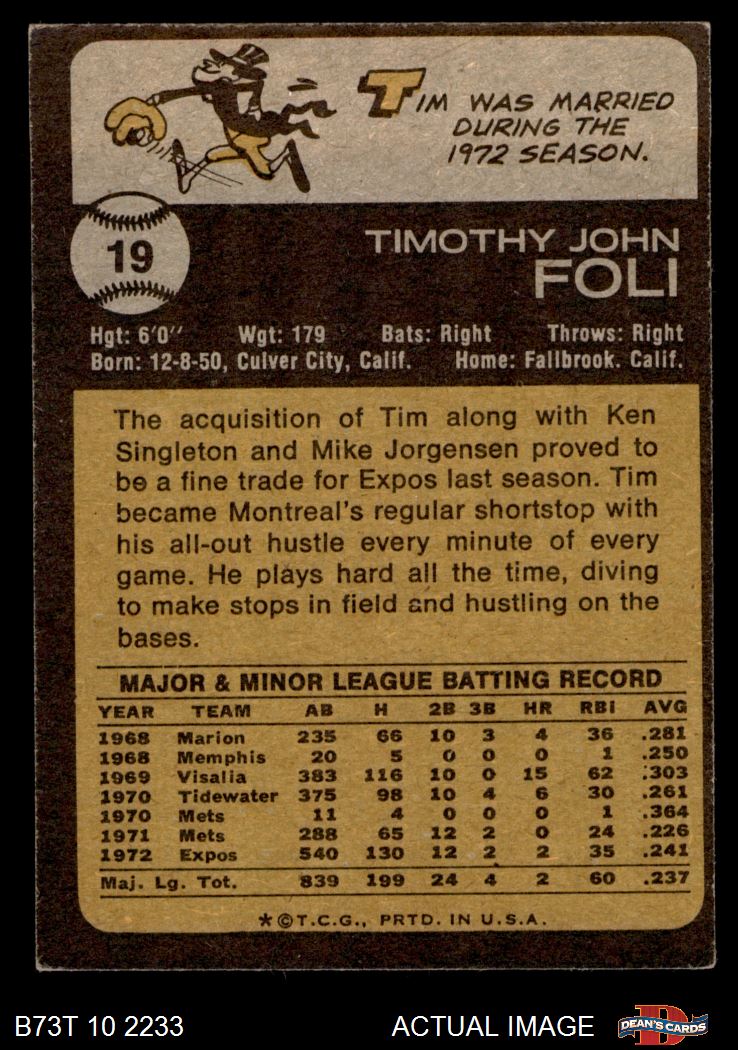 TIM WAS MARRIED
DURING THE
1972 SEASON.
19
TIMOTHY JOHN
FOLI
Hgt: 6'0" Wgt: 179 Bats: Right Throws: Right
Born: 12-8-50, Culver City, Calif. Home: Fallbrook. Calif.
The acquisition of Tim along with Ken
Singleton and Mike Jorgensen proved to
be a fine trade for Expos last season. Tim
became Montreal's regular shortstop with
his all-out hustle every minute of every
game. He plays hard all the time, diving
to make stops in field and hustling on the
bases.
MAJOR & MINOR LEAGUE BATTING RECORD
YEAR TEAM AB H 2B 3B HR RBI AVG
1968 Marion 235 66 10 3 4 36 .281
1968 Memphis 20 5 0 0 0 1 .250
1969 Visalia 383 116 10 0 15 62 .303
1970 Tidewater 375 98 10 4 6 30 .261
1970 Mets 11 4 0 0 0 1 .364
1971 Mets 288 65 12 2 0 24 .226
1972 Expos 540 130 12 2 2 35 .241
Maj. Lg. Tot. 839 199 24 4 2 60 .237
*©T.C.G., PRTD. IN U.S.A.
B73T 10 2233 ACTUAL IMAGE DEAN'S CARDS